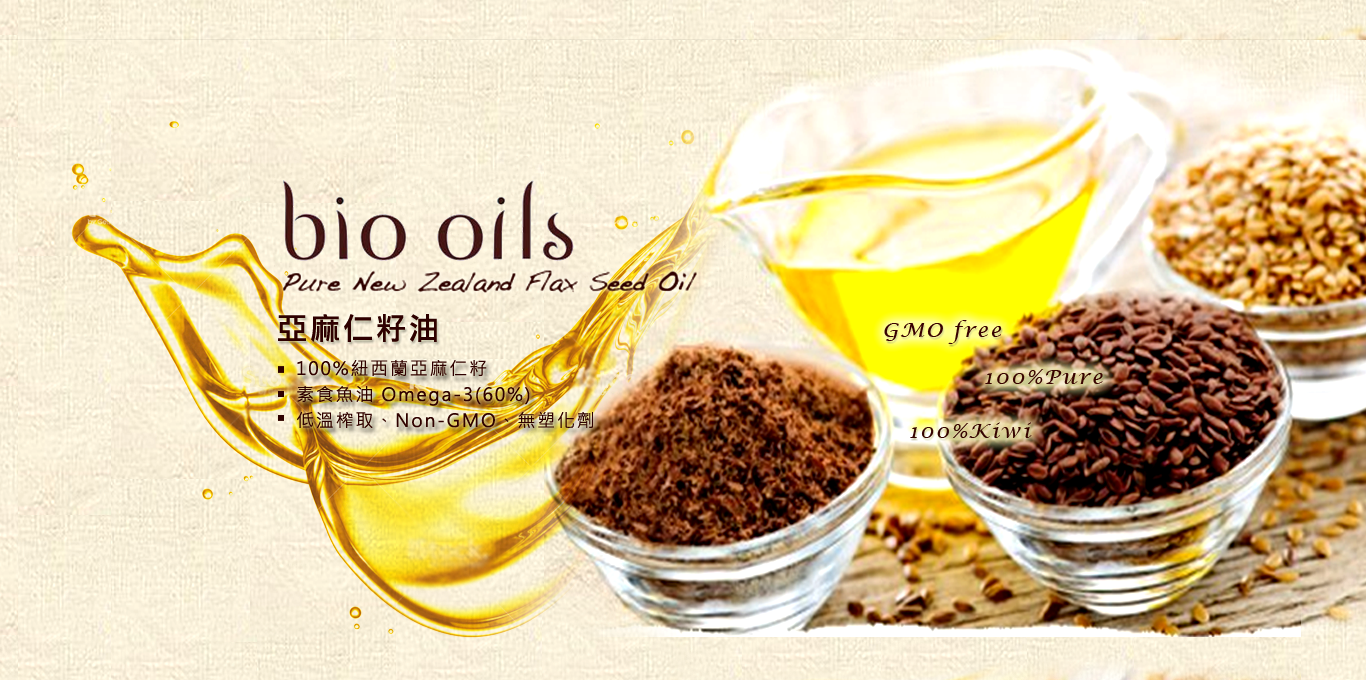 bio oils
Pure New Zealand Flax Seed Oil
亞麻仁籽油
100%紐西蘭亞麻仁籽
素食魚油 Omega-3(60%)
低溫榨取、Non-GMO、無塑化劑
GMO free
100%Pure
100%Kiwi